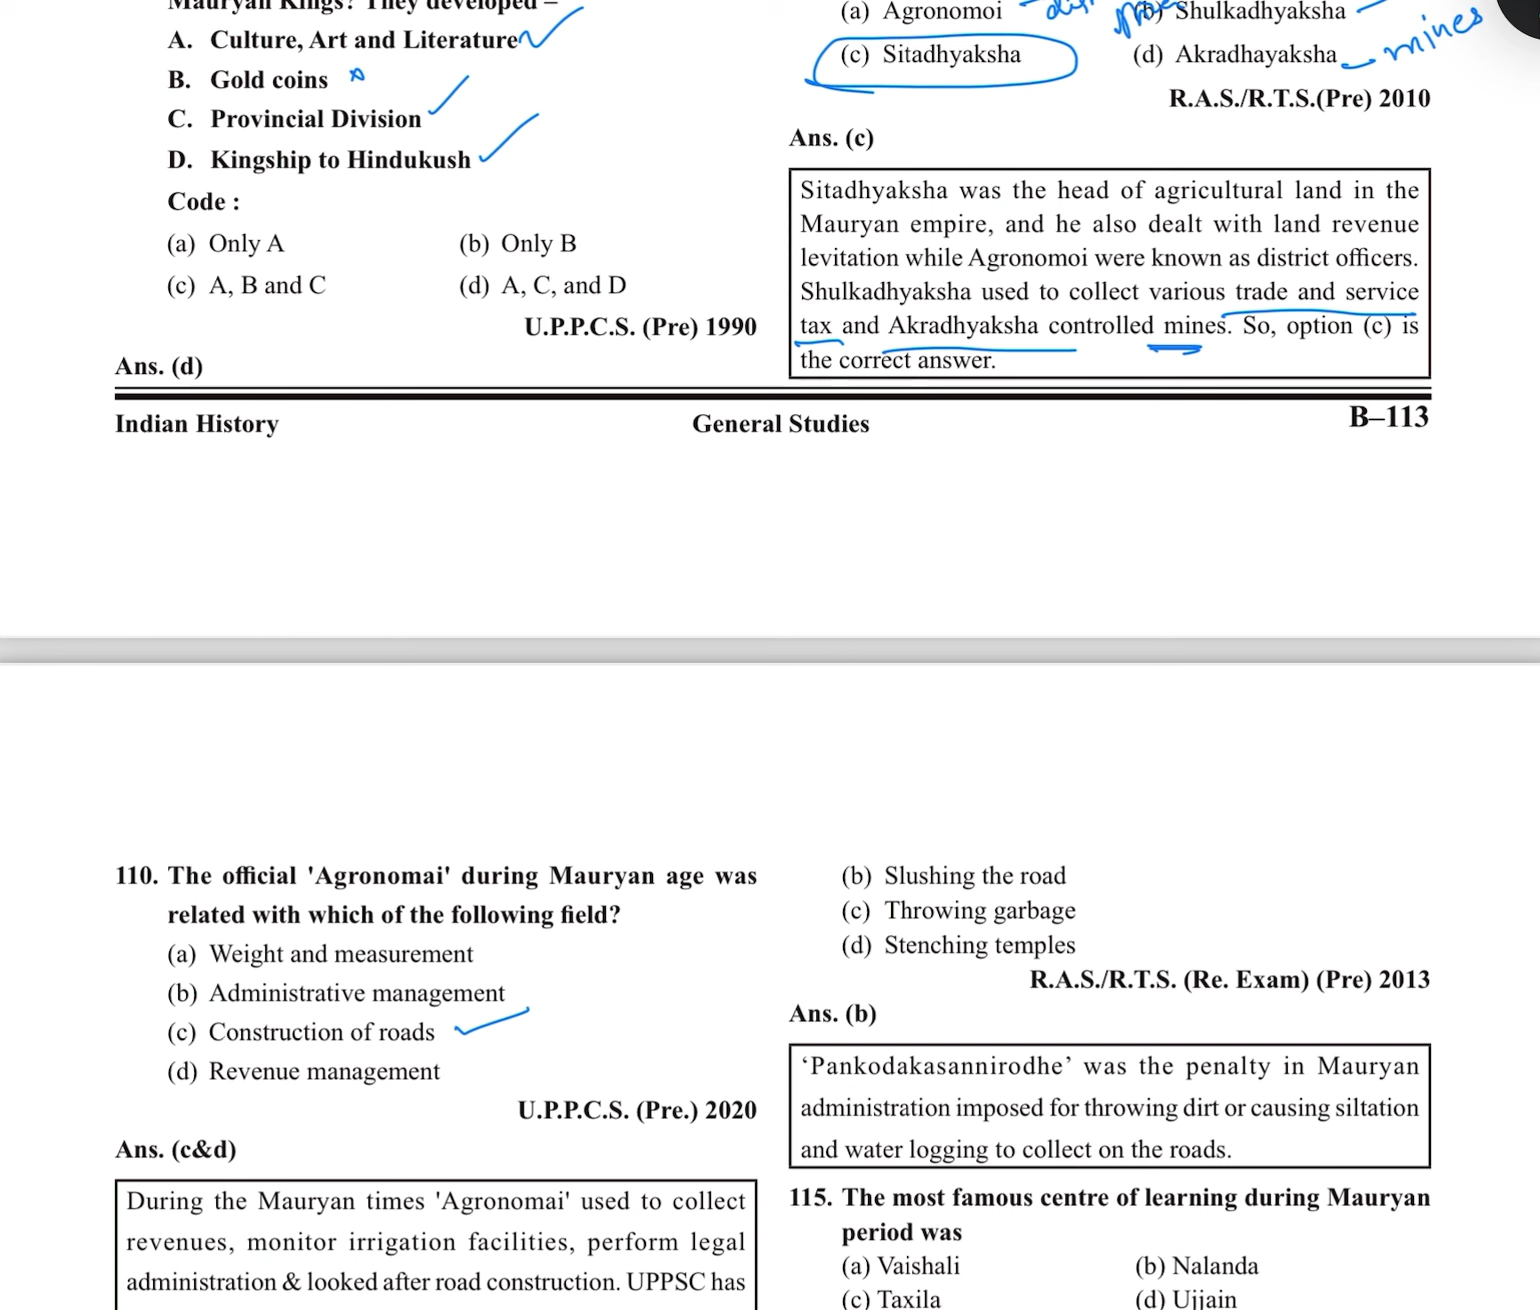 Mauryan Kings? They developed –
A. Culture, Art and Literature
B. Gold coins
C. Provincial Division
D. Kingship to Hindukush
Code :
(a) Only A (b) Only B
(c) A, B and C (d) A, C, and D
U.P.P.C.S. (Pre) 1990
Ans. (d)
(a) Agronomoi (b) Shulkadhyaksha
(c) Sitadhyaksha (d) Akradhayaksha mines
R.A.S./R.T.S.(Pre) 2010
Ans. (c)
Sitadhyaksha was the head of agricultural land in the
Mauryan empire, and he also dealt with land revenue
levitation while Agronomoi were known as district officers.
Shulkadhyaksha used to collect various trade and service
tax and Akradhyaksha controlled mines. So, option (c) is
the correct answer.
Indian History General Studies B–113
110. The official 'Agronomai' during Mauryan age was
related with which of the following field?
(a) Weight and measurement
(b) Administrative management
(c) Construction of roads
(d) Revenue management
U.P.P.C.S. (Pre.) 2020
Ans. (c&d)
During the Mauryan times 'Agronomai' used to collect
revenues, monitor irrigation facilities, perform legal
administration & looked after road construction. UPPSC has
(b) Slushing the road
(c) Throwing garbage
(d) Stenching temples
R.A.S./R.T.S. (Re. Exam) (Pre) 2013
Ans. (b)
‘Pankodakasannirodhe’ was the penalty in Mauryan
administration imposed for throwing dirt or causing siltation
and water logging to collect on the roads.
115. The most famous centre of learning during Mauryan
period was
(a) Vaishali (b) Nalanda
(c) Taxila (d) Ujjain